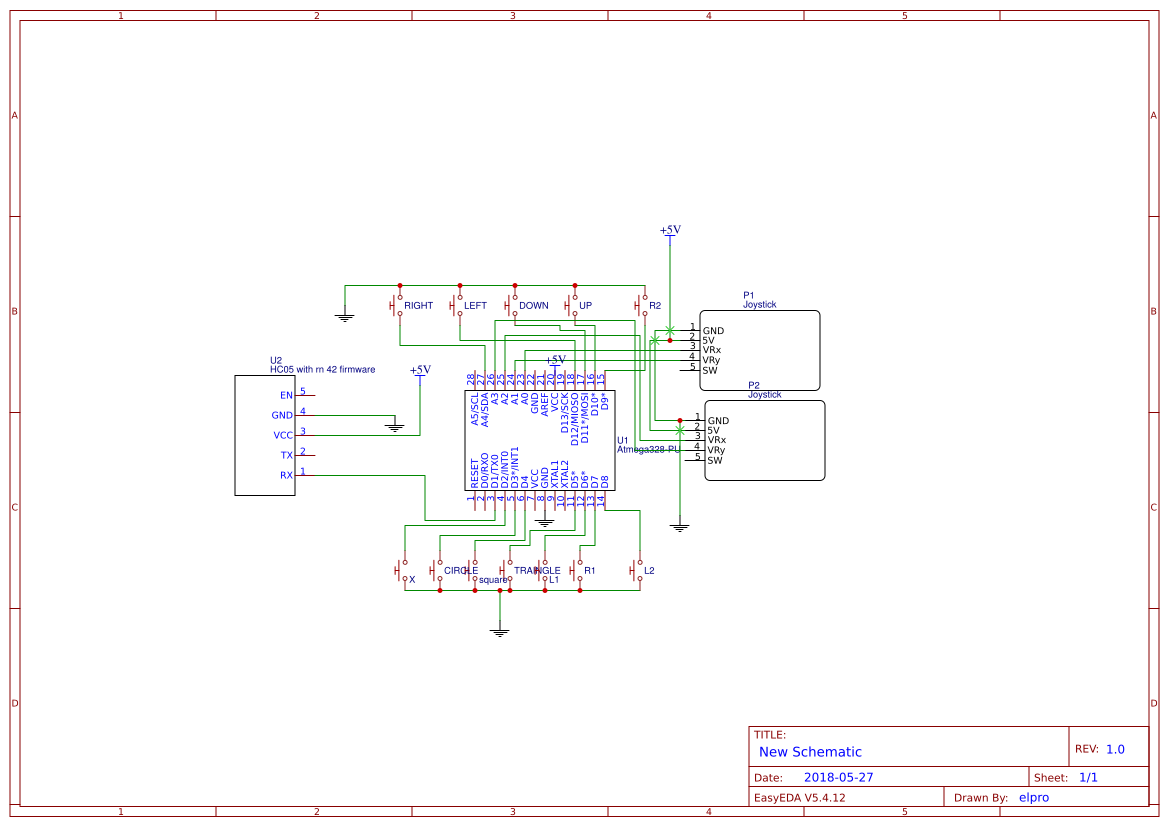 1 2 3 4 5
A A
+5V
RIGHT LEFT DOWN UP R2
B B
P1
Joystick
1 GND
2 5V
3 VRx
4 VRy
5 SW
P2
Joystick
1 GND
2 5V
3 VRx
4 VRy
5 SW
U2
HC05 with rn 42 firmware
EN 5
GND 4
VCC 3
TX 2
RX 1
+5V
+5V
28 27 26 25 24 23 22 21 20 19 18 17 16 15
A5/SCL A4/SDA A3 A2 A1 A0 GND AREF VCC D13/SCK D12/MIOSO D11*/MOSI D10* D9*
U1
Atmega328-PU
RESET D0/RXO D1/TX0 D2/INT0 D3*/INT1 D4 VCC GND XTAL1 XTAL2 D5* D6* D7 D8
1 2 3 4 5 6 7 8 9 10 11 12 13 14
C C
X CIRCLE square TRAINGLE L1 R1 L2
D D
TITLE:
New Schematic
REV: 1.0
Date: 2018-05-27
Sheet: 1/1
EasyEDA V5.4.12
Drawn By: elpro
1 2 3 4 5